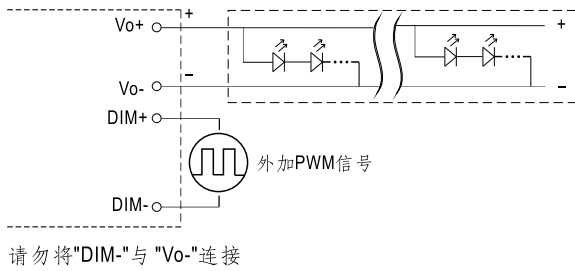 Vo+
+
+
Vo-
−
−
DIM+
外加PWM信号
DIM-
请勿将"DIM-"与 "Vo-"连接